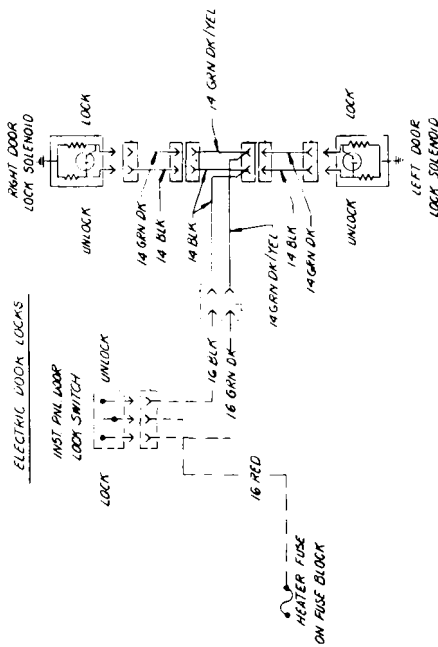 ELECTRIC DOOR LOCKS
INST. PNL DOOR
LOCK SWITCH
LOCK
UNLOCK
HEATER FUSE
ON FUSE BLOCK
16 RED
16 BLK
16 GRN DK
14 GRN DK/YEL
14 BLK
14 GRN DK
14 BLK
14 GRN DK
14 BLK
14 GRN DK/YEL
RIGHT DOOR
LOCK SOLENOID
UNLOCK
LOCK
LEFT DOOR
LOCK SOLENOID
UNLOCK
LOCK